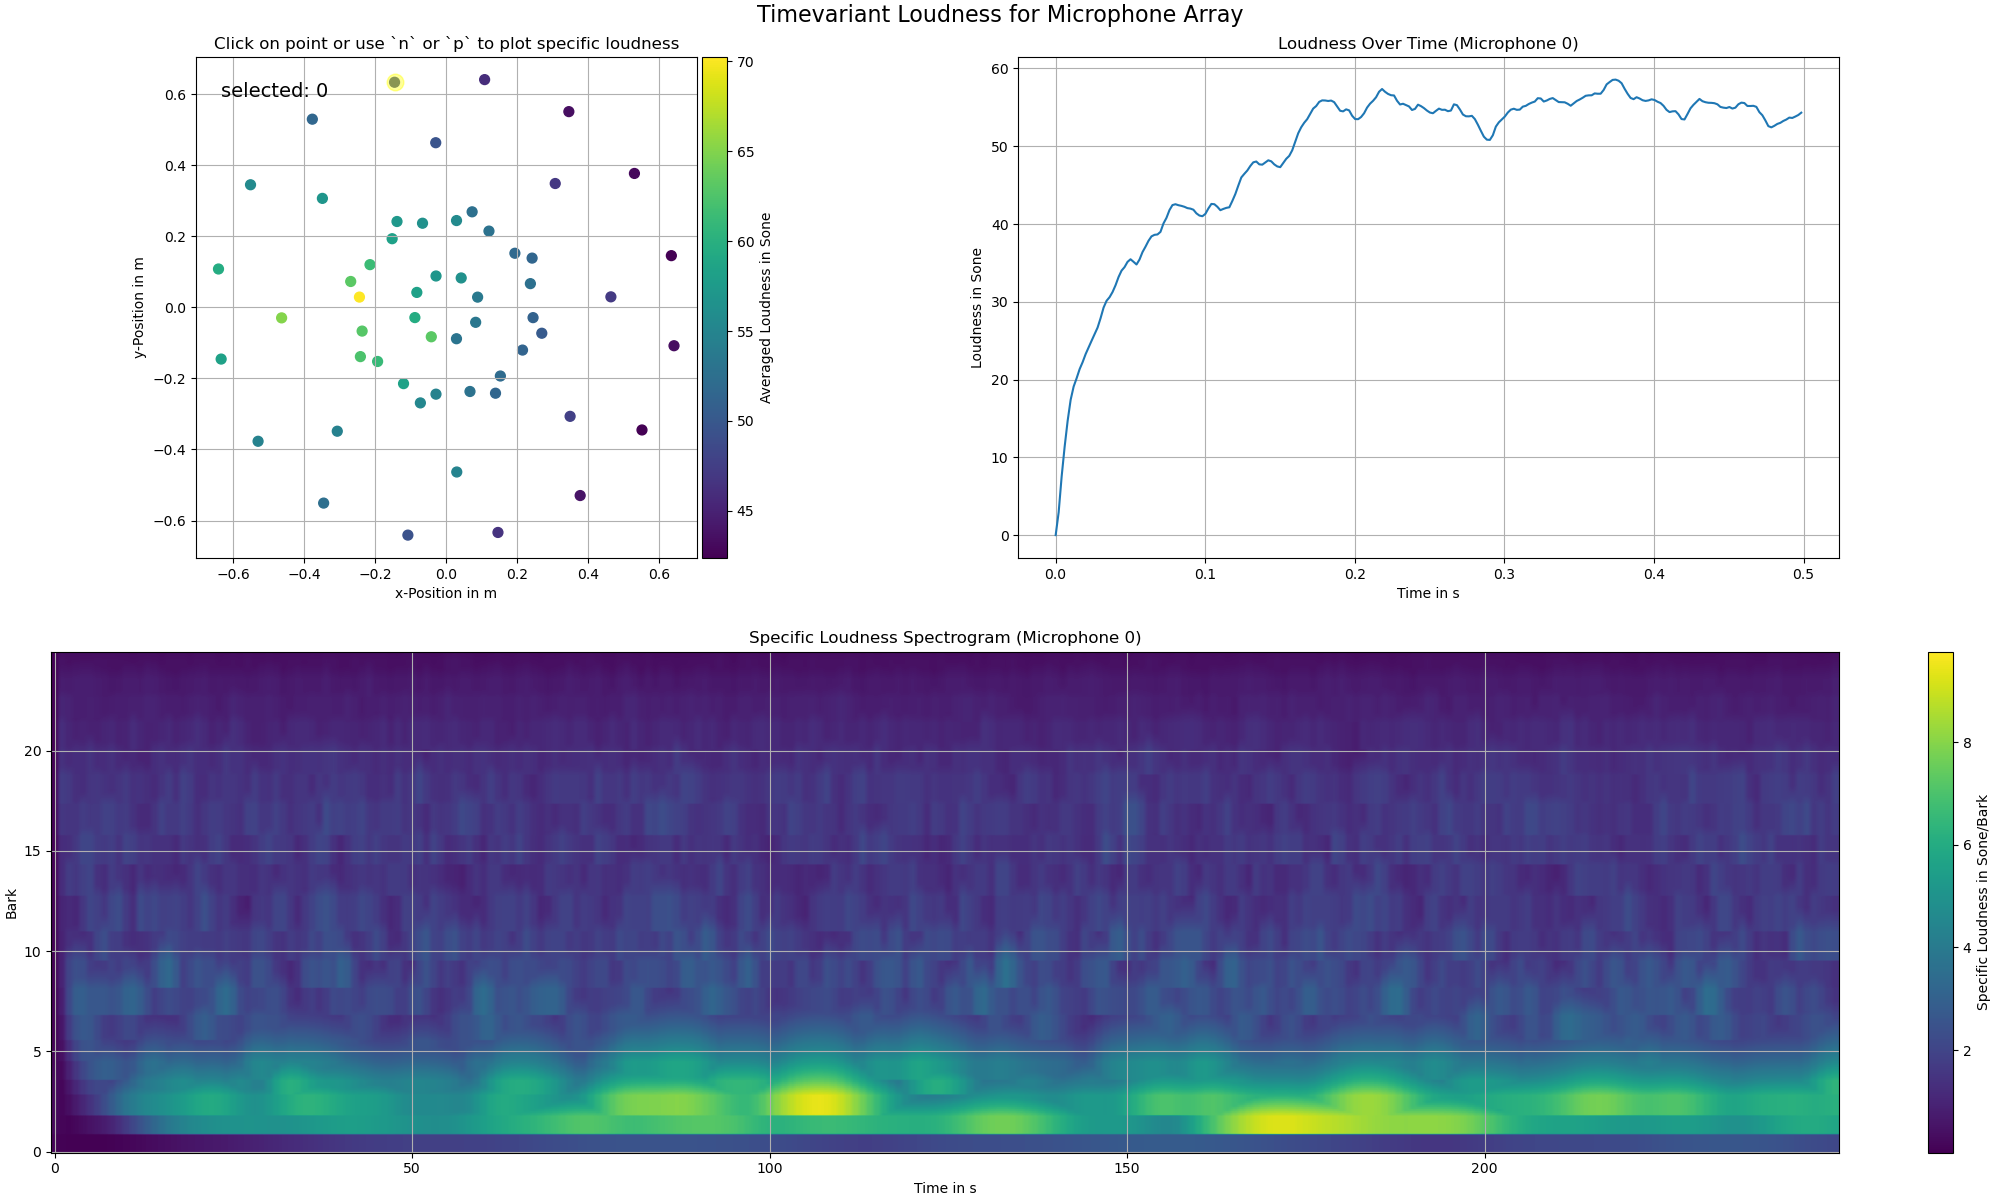 Timevariant Loudness for Microphone Array
Click on point or use `n` or `p` to plot specific loudness
selected: 0
0.6
0.4
0.2
0.0
−0.2
−0.4
−0.6
y-Position in m
−0.6 −0.4 −0.2 0.0 0.2 0.4 0.6
x-Position in m
70
65
60
55
50
45
Averaged Loudness in Sone
Loudness Over Time (Microphone 0)
60
50
40
30
20
10
0
Loudness in Sone
0.0 0.1 0.2 0.3 0.4 0.5
Time in s
Specific Loudness Spectrogram (Microphone 0)
20
15
10
5
0
Bark
0 50 100 150 200
Time in s
8
6
4
2
Specific Loudness in Sone/Bark